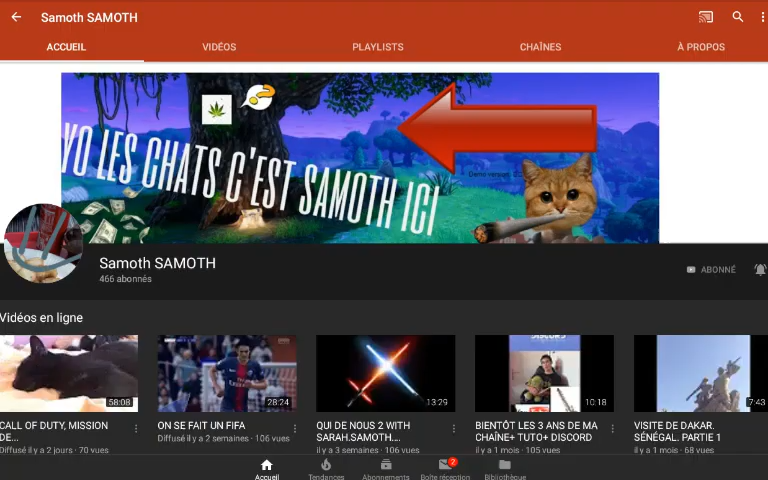 Samoth SAMOTH
ACCUEIL
VIDÉOS
PLAYLISTS
CHAÎNES
À PROPOS
YO LES CHATS C'EST SAMOTH ICI
Samoth SAMOTH
466 abonnés
ABONNÉ
Vidéos en ligne
58:08
28:24
13:29
10:18
7:43
CALL OF DUTY, MISSION
DE...
Diffusé il y a 2 jours · 70 vues
ON SE FAIT UN FIFA
Diffusé il y a 2 semaines · 106 vues
QUI DE NOUS 2 WITH
SARAH.SAMOTH....
il y a 3 semaines · 106 vues
BIENTÔT LES 3 ANS DE MA
CHAÎNE+ TUTO+ DISCORD
il y a 1 mois · 105 vues
VISITE DE DAKAR.
SÉNÉGAL. PARTIE 1
il y a 1 mois · 68 vues
2
Accueil
Tendances
Abonnements
Boîte réception
Bibliothèque